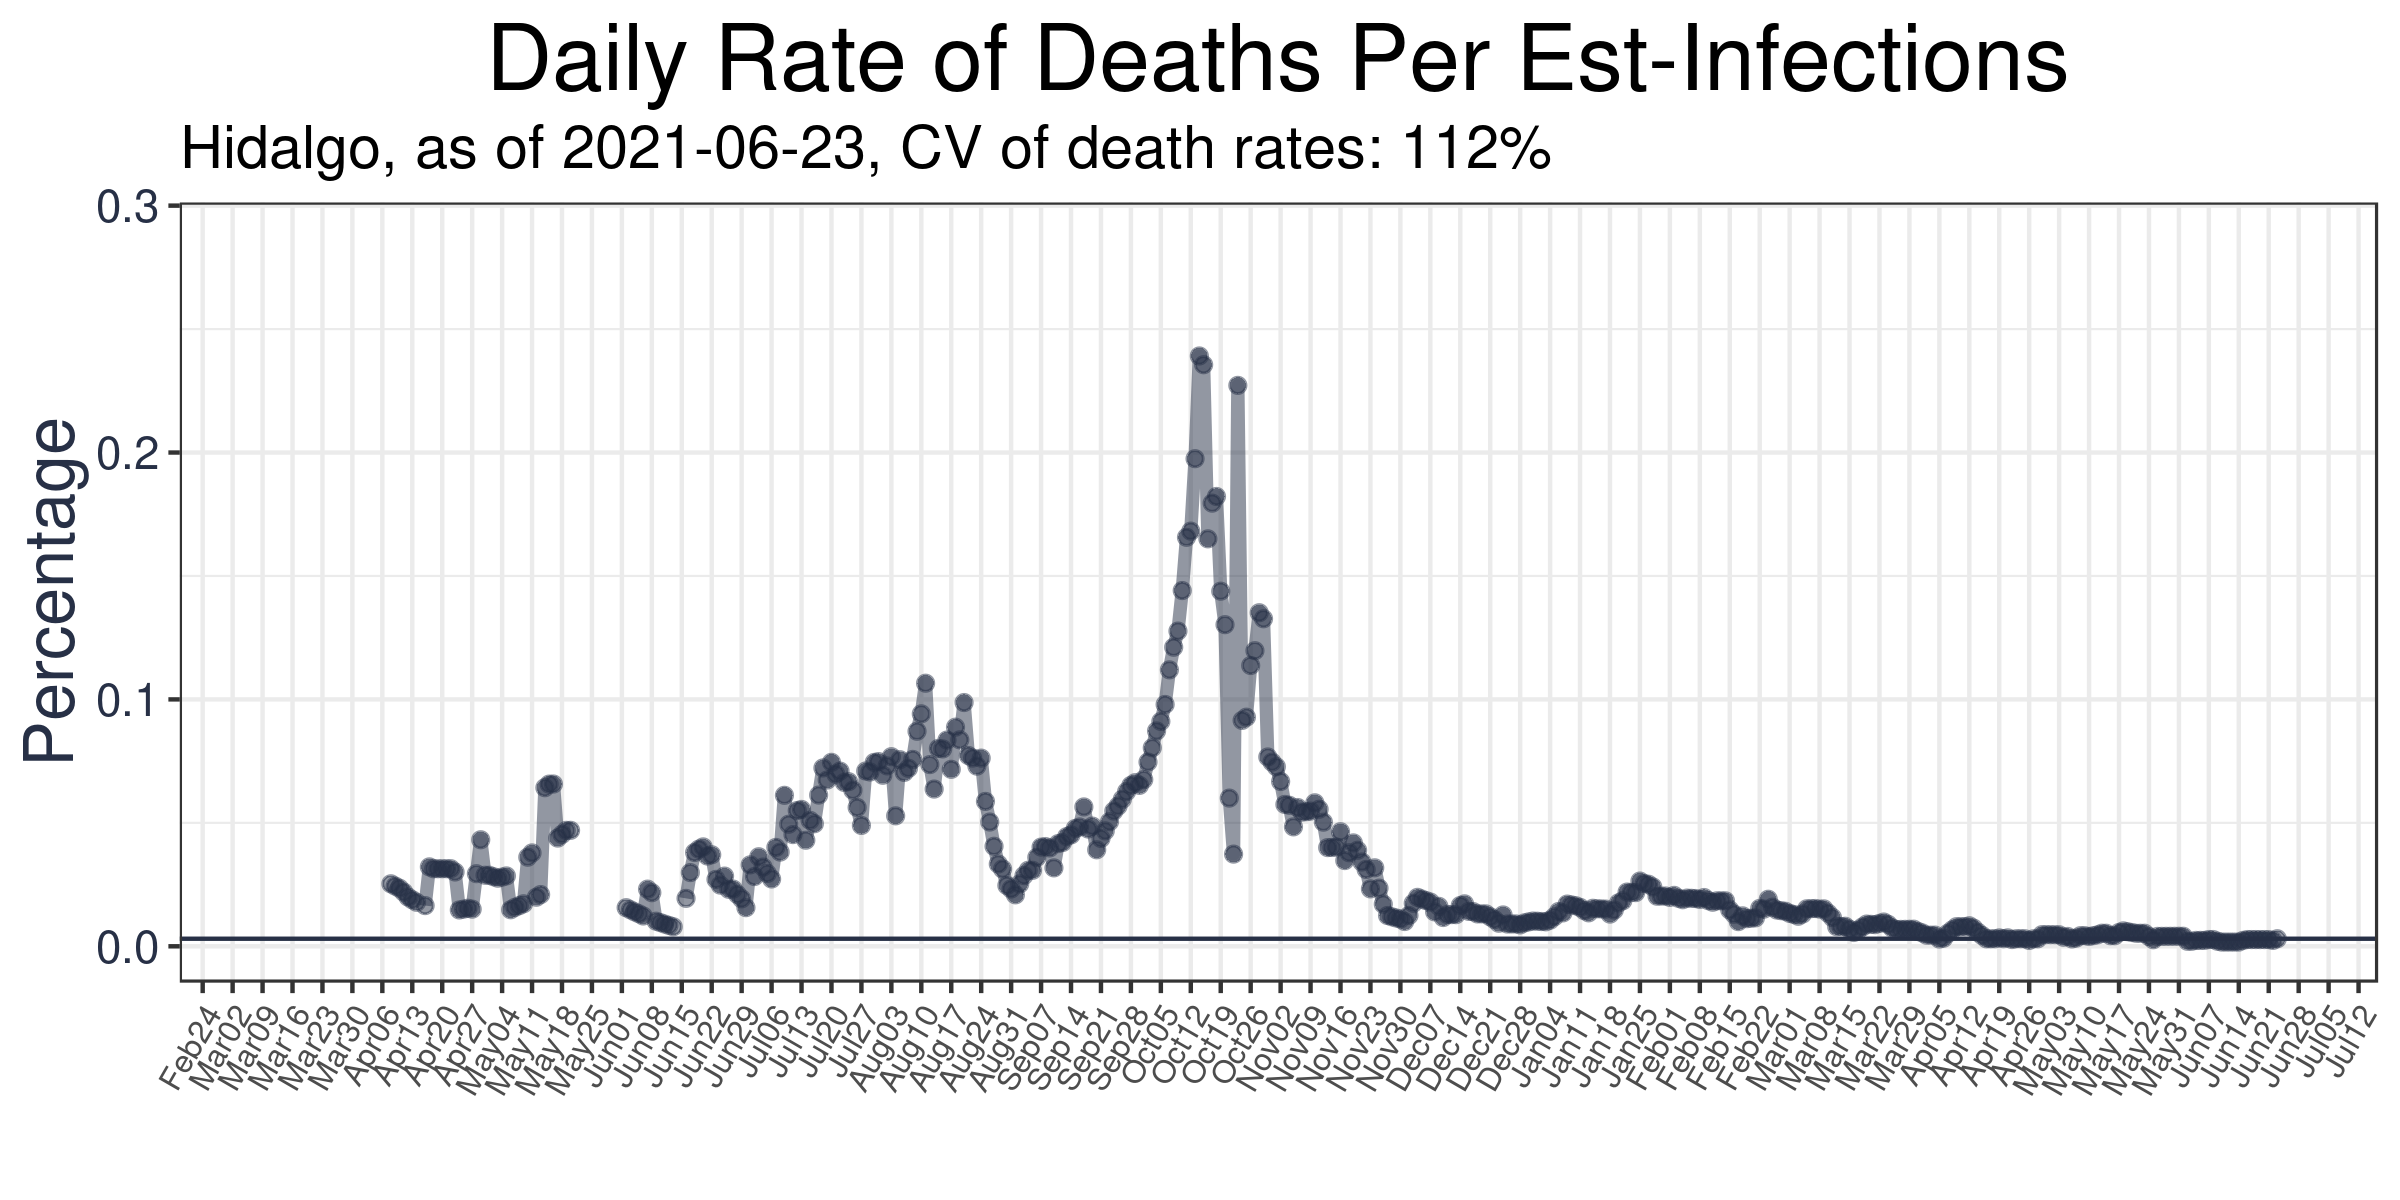 Daily Rate of Deaths Per Est-Infections
Hidalgo, as of 2021-06-23, CV of death rates: 112%
Percentage
0.3
0.2
0.1
0.0
Feb24
Mar02
Mar09
Mar16
Mar23
Mar30
Apr06
Apr13
Apr20
Apr27
May04
May11
May18
May25
Jun01
Jun08
Jun15
Jun22
Jun29
Jul06
Jul13
Jul20
Jul27
Aug03
Aug10
Aug17
Aug24
Aug31
Sep07
Sep14
Sep21
Sep28
Oct05
Oct12
Oct19
Oct26
Nov02
Nov09
Nov16
Nov23
Nov30
Dec07
Dec14
Dec21
Dec28
Jan04
Jan11
Jan18
Jan25
Feb01
Feb08
Feb15
Feb22
Mar01
Mar08
Mar15
Mar22
Mar29
Apr05
Apr12
Apr19
Apr26
May03
May10
May17
May24
May31
Jun07
Jun14
Jun21
Jun28
Jul05
Jul12